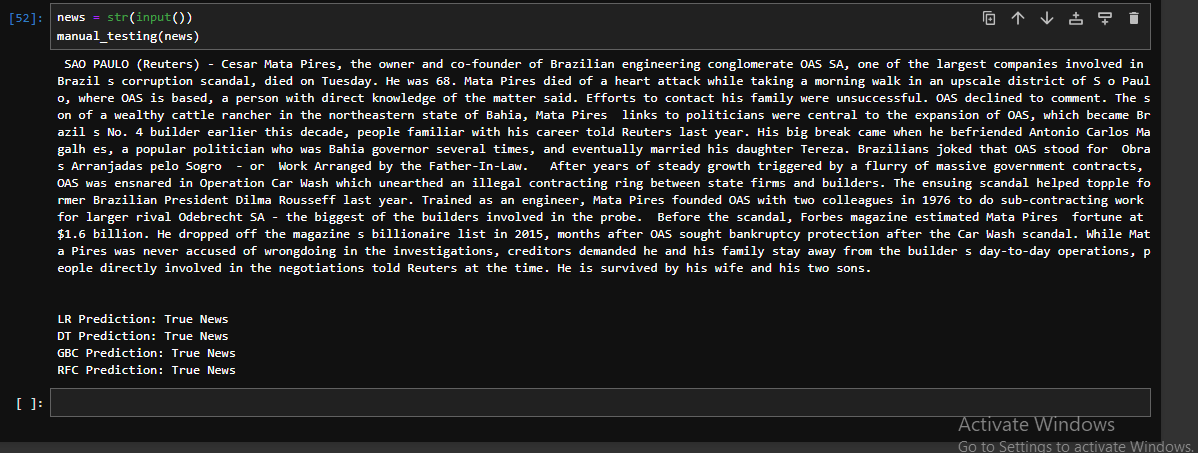 [52]: news = str(input())
manual_testing(news)
SAO PAULO (Reuters) - Cesar Mata Pires, the owner and co-founder of Brazilian engineering conglomerate OAS SA, one of the largest companies involved in
Brazil s corruption scandal, died on Tuesday. He was 68. Mata Pires died of a heart attack while taking a morning walk in an upscale district of S o Paul
o, where OAS is based, a person with direct knowledge of the matter said. Efforts to contact his family were unsuccessful. OAS declined to comment. The s
on of a wealthy cattle rancher in the northeastern state of Bahia, Mata Pires  links to politicians were central to the expansion of OAS, which became Br
azil s No. 4 builder earlier this decade, people familiar with his career told Reuters last year. His big break came when he befriended Antonio Carlos Ma
galh es, a popular politician who was Bahia governor several times, and eventually married his daughter Tereza. Brazilians joked that OAS stood for  Obra
s Arranjadas pelo Sogro  - or  Work Arranged by the Father-In-Law.   After years of steady growth triggered by a flurry of massive government contracts,
OAS was ensnared in Operation Car Wash which unearthed an illegal contracting ring between state firms and builders. The ensuing scandal helped topple fo
rmer Brazilian President Dilma Rousseff last year. Trained as an engineer, Mata Pires founded OAS with two colleagues in 1976 to do sub-contracting work
for larger rival Odebrecht SA - the biggest of the builders involved in the probe.  Before the scandal, Forbes magazine estimated Mata Pires  fortune at
$1.6 billion. He dropped off the magazine s billionaire list in 2015, months after OAS sought bankruptcy protection after the Car Wash scandal. While Mat
a Pires was never accused of wrongdoing in the investigations, creditors demanded he and his family stay away from the builder s day-to-day operations, p
eople directly involved in the negotiations told Reuters at the time. He is survived by his wife and his two sons.
LR Prediction: True News
DT Prediction: True News
GBC Prediction: True News
RFC Prediction: True News
[ ]:
Activate Windows
Go to Settings to activate Windows.